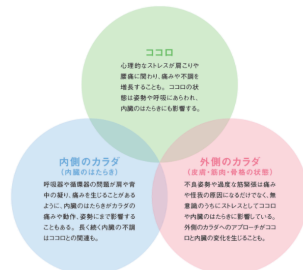 ココロ
心理的なストレスが肩こりや
腰痛に関わり、痛みや不調を
増長することも。ココロの状
態は姿勢や呼吸にあらわれ、
内臓のはたらきにも影響する。
内側のカラダ
(内臓のはたらき)
呼吸器や循環器の問題が肩や背
中の凝り、痛みを生じることがある
ように、内臓のはたらきがカラダの
痛みや動作、姿勢にまで影響する
こともある。長く続く内臓の不調
はココロとの関連も。
外側のカラダ
(皮膚・筋肉・骨格の状態)
不良姿勢や過度な筋緊張は痛み
や怪我の原因になるだけでなく、無
意識のうちにストレスとしてココロ
や内臓のはたらきに影響している。
外側のカラダへのアプローチがココロ
と内臓の変化を生じることも。